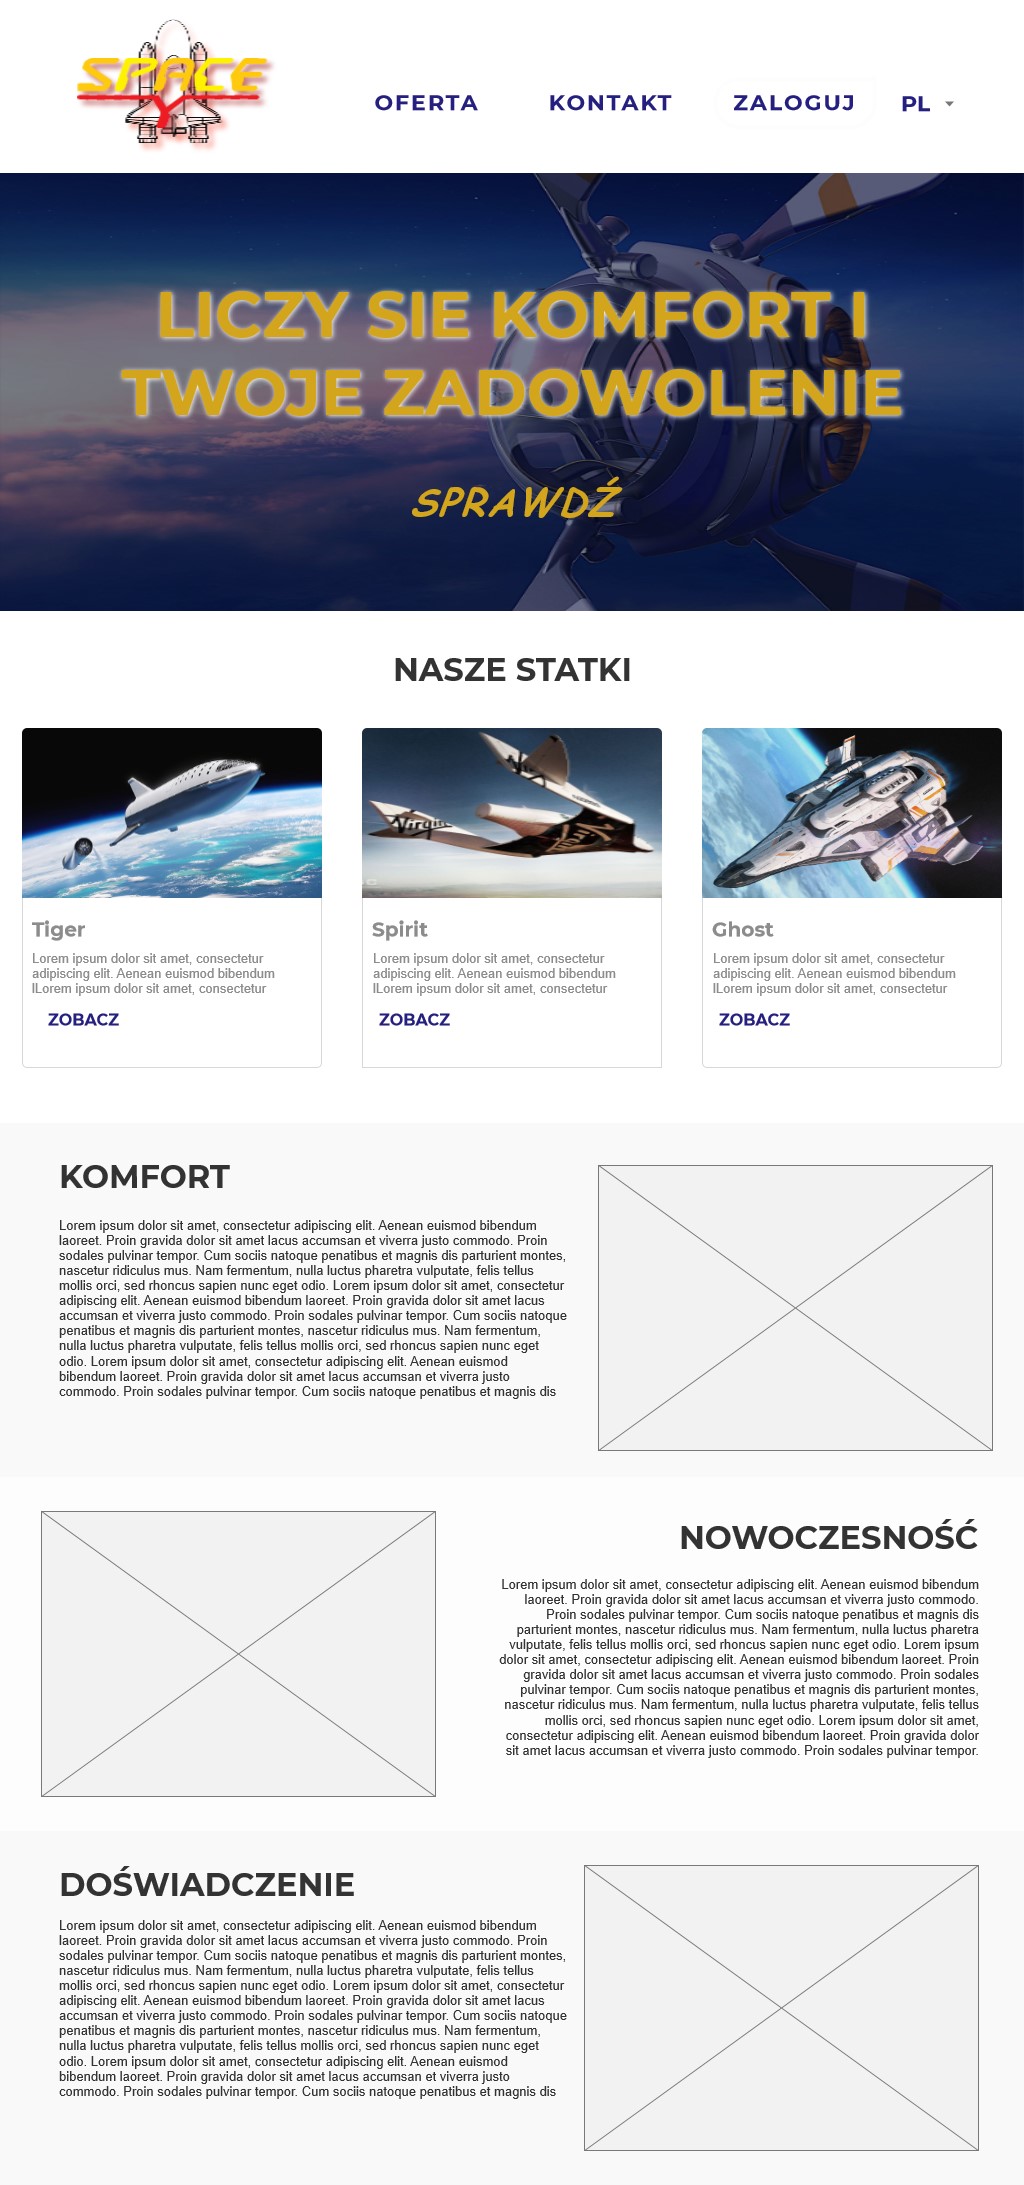 SPACE
Y
OFERTA
KONTAKT
ZALOGUJ
PL
LICZY SIE KOMFORT I
TWOJE ZADOWOLENIE
SPRAWDŹ
NASZE STATKI
Virgin
Tiger
Lorem ipsum dolor sit amet, consectetur
adipiscing elit. Aenean euismod bibendum
lLorem ipsum dolor sit amet, consectetur
ZOBACZ
Spirit
Lorem ipsum dolor sit amet, consectetur
adipiscing elit. Aenean euismod bibendum
lLorem ipsum dolor sit amet, consectetur
ZOBACZ
Ghost
Lorem ipsum dolor sit amet, consectetur
adipiscing elit. Aenean euismod bibendum
lLorem ipsum dolor sit amet, consectetur
ZOBACZ
KOMFORT
Lorem ipsum dolor sit amet, consectetur adipiscing elit. Aenean euismod bibendum
laoreet. Proin gravida dolor sit amet lacus accumsan et viverra justo commodo. Proin
sodales pulvinar tempor. Cum sociis natoque penatibus et magnis dis parturient montes,
nascetur ridiculus mus. Nam fermentum, nulla luctus pharetra vulputate, felis tellus
mollis orci, sed rhoncus sapien nunc eget odio. Lorem ipsum dolor sit amet, consectetur
adipiscing elit. Aenean euismod bibendum laoreet. Proin gravida dolor sit amet lacus
accumsan et viverra justo commodo. Proin sodales pulvinar tempor. Cum sociis natoque
penatibus et magnis dis parturient montes, nascetur ridiculus mus. Nam fermentum,
nulla luctus pharetra vulputate, felis tellus mollis orci, sed rhoncus sapien nunc eget
odio. Lorem ipsum dolor sit amet, consectetur adipiscing elit. Aenean euismod
bibendum laoreet. Proin gravida dolor sit amet lacus accumsan et viverra justo
commodo. Proin sodales pulvinar tempor. Cum sociis natoque penatibus et magnis dis
NOWOCZESNOŚĆ
Lorem ipsum dolor sit amet, consectetur adipiscing elit. Aenean euismod bibendum
laoreet. Proin gravida dolor sit amet lacus accumsan et viverra justo commodo.
Proin sodales pulvinar tempor. Cum sociis natoque penatibus et magnis dis
parturient montes, nascetur ridiculus mus. Nam fermentum, nulla luctus pharetra
vulputate, felis tellus mollis orci, sed rhoncus sapien nunc eget odio. Lorem ipsum
dolor sit amet, consectetur adipiscing elit. Aenean euismod bibendum laoreet. Proin
gravida dolor sit amet lacus accumsan et viverra justo commodo. Proin sodales
pulvinar tempor. Cum sociis natoque penatibus et magnis dis parturient montes,
nascetur ridiculus mus. Nam fermentum, nulla luctus pharetra vulputate, felis tellus
mollis orci, sed rhoncus sapien nunc eget odio. Lorem ipsum dolor sit amet,
consectetur adipiscing elit. Aenean euismod bibendum laoreet. Proin gravida dolor
sit amet lacus accumsan et viverra justo commodo. Proin sodales pulvinar tempor.
DOŚWIADCZENIE
Lorem ipsum dolor sit amet, consectetur adipiscing elit. Aenean euismod bibendum
laoreet. Proin gravida dolor sit amet lacus accumsan et viverra justo commodo. Proin
sodales pulvinar tempor. Cum sociis natoque penatibus et magnis dis parturient montes,
nascetur ridiculus mus. Nam fermentum, nulla luctus pharetra vulputate, felis tellus
mollis orci, sed rhoncus sapien nunc eget odio. Lorem ipsum dolor sit amet, consectetur
adipiscing elit. Aenean euismod bibendum laoreet. Proin gravida dolor sit amet lacus
accumsan et viverra justo commodo. Proin sodales pulvinar tempor. Cum sociis natoque
penatibus et magnis dis parturient montes, nascetur ridiculus mus. Nam fermentum,
nulla luctus pharetra vulputate, felis tellus mollis orci, sed rhoncus sapien nunc eget
odio. Lorem ipsum dolor sit amet, consectetur adipiscing elit. Aenean euismod
bibendum laoreet. Proin gravida dolor sit amet lacus accumsan et viverra justo
commodo. Proin sodales pulvinar tempor. Cum sociis natoque penatibus et magnis dis